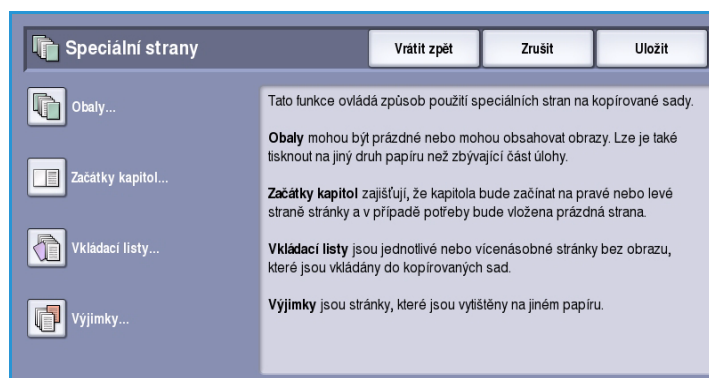 Speciální strany
Vrátit zpět
Zrušit
Uložit
Obaly...
Začátky kapitol...
Vkládací listy...
Výjimky...
Tato funkce ovládá způsob použití speciálních stran na kopírované sady.
Obaly mohou být prázdné nebo mohou obsahovat obrazy. Lze je také
tisknout na jiný druh papíru než zbývající část úlohy.
Začátky kapitol zajišťují, že kapitola bude začínat na pravé nebo levé
straně stránky a v případě potřeby bude vložena prázdná strana.
Vkládací listy jsou jednotlivé nebo vícenásobné stránky bez obrazu,
které jsou vkládány do kopírovaných sad.
Výjimky jsou stránky, které jsou vytištěny na jiném papíru.